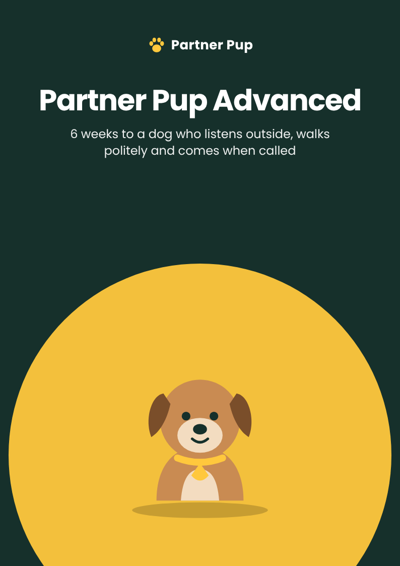 Partner Pup
Partner Pup Advanced
6 weeks to a dog who listens outside, walks
politely and comes when called